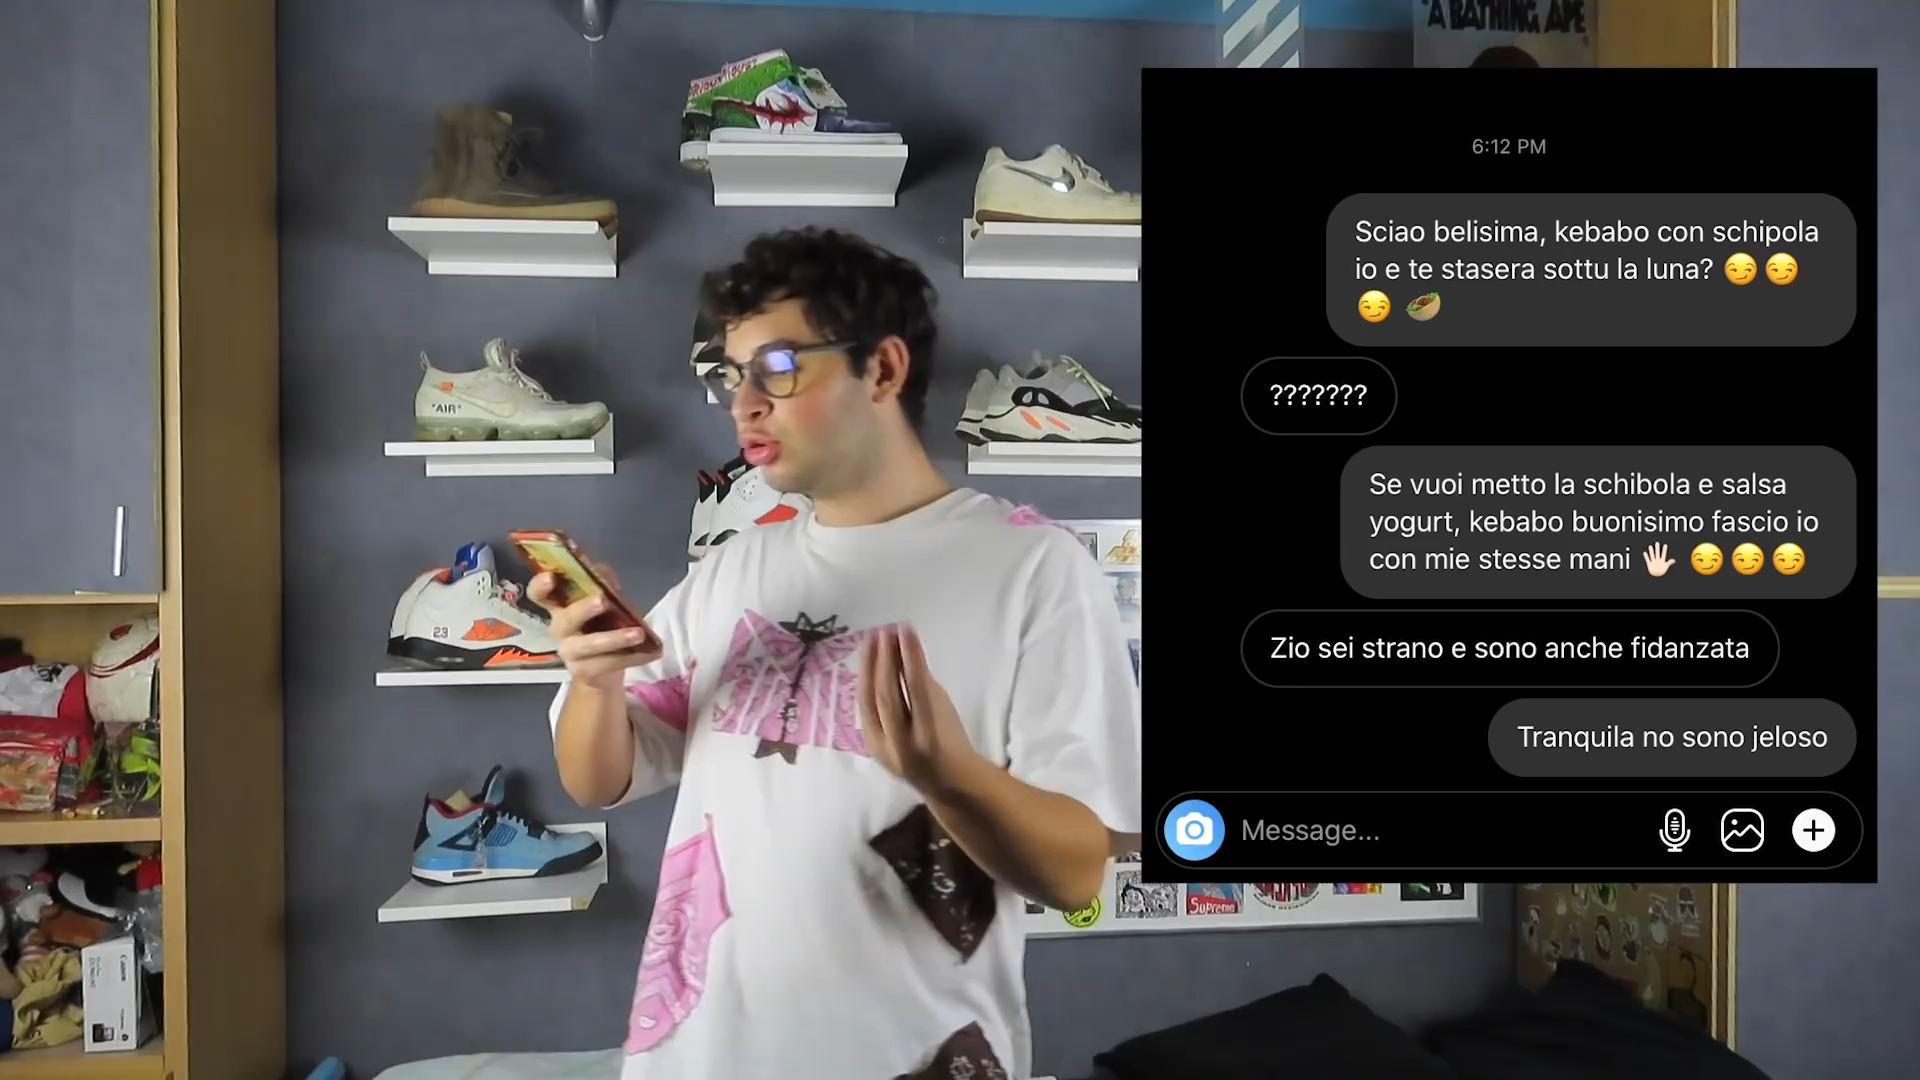 "A BATHING APE
6:12 PM
Sciao belisima, kebabo con schipola
io e te stasera sottu la luna? 😏 😏
😏 🥙
???????
Se vuoi metto la schibola e salsa
yogurt, kebabo buonisimo fascio io
con mie stesse mani 🖐🏻 😏 😏 😏
Zio sei strano e sono anche fidanzata
Tranquila no sono jeloso
Message...
"AIR"
23
Supreme
Canon